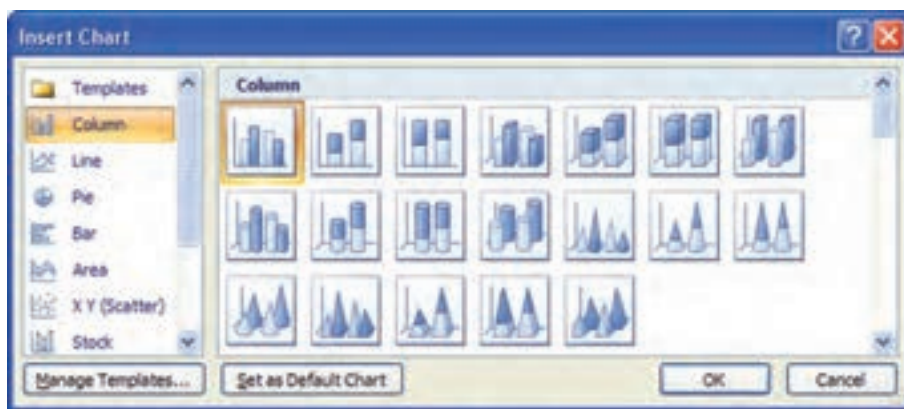 Insert Chart
Templates
Column
Line
Pie
Bar
Area
X Y (Scatter)
Stock
Column
Manage Templates...
Set as Default Chart
OK
Cancel